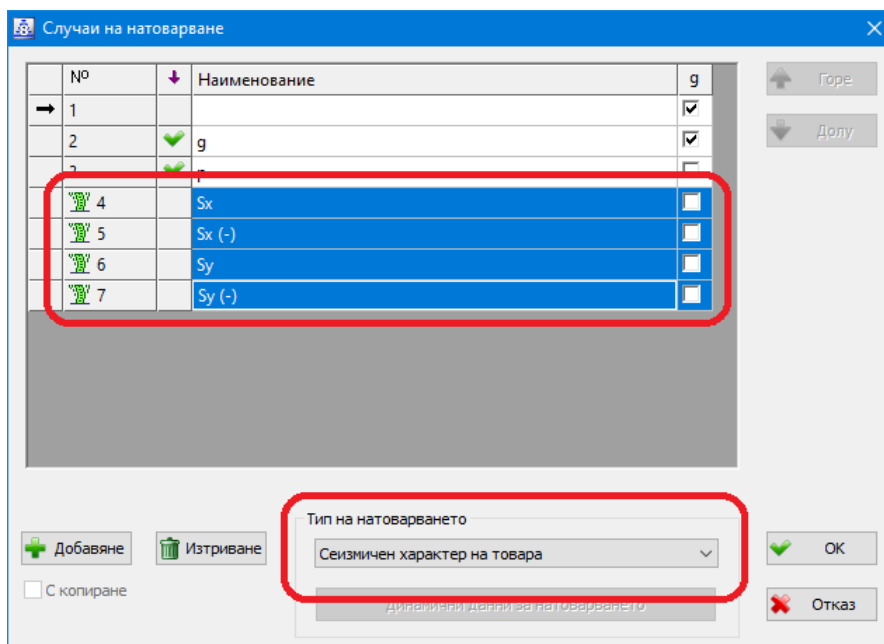 Случаи на натоварване
Nº Наименование g
1
2 g
4 Sx
5 Sx (-)
6 Sy
7 Sy (-)
Горе
Долу
Тип на натоварването
Добавяне Изтриване Сеизмичен характер на товара OK
С копиране
Динамични данни за натоварването Отказ